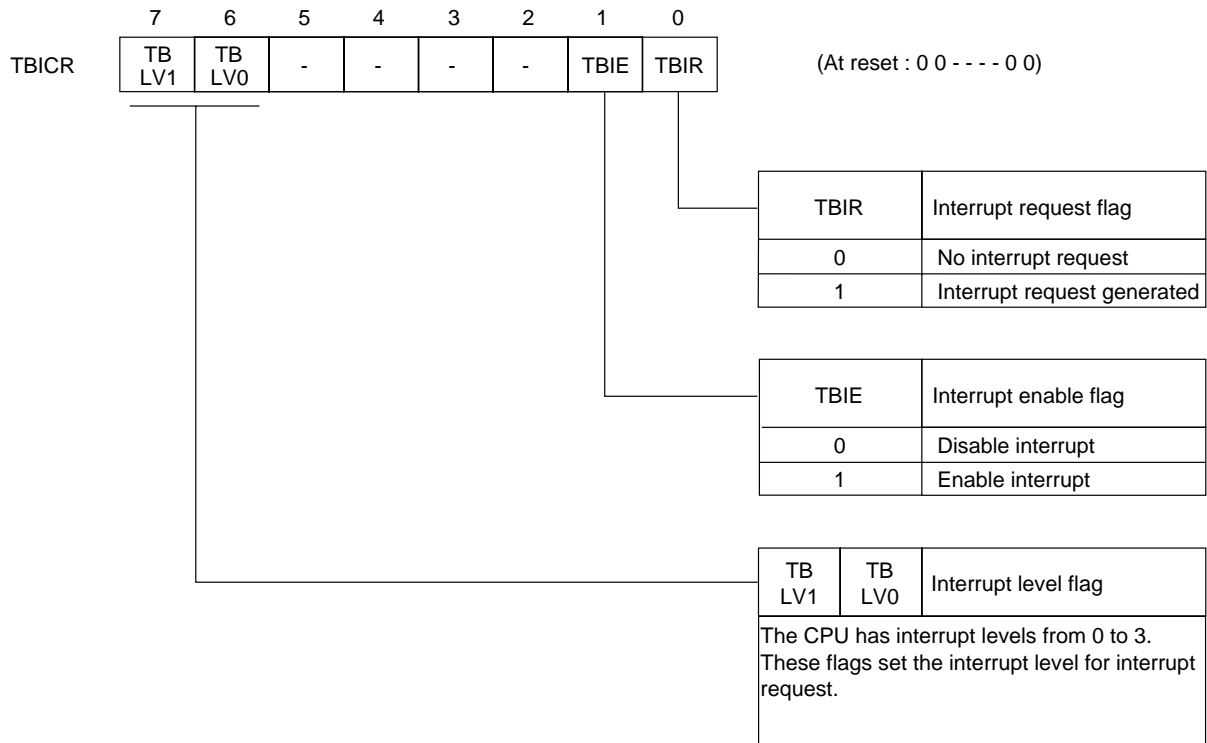 7 6 5 4 3 2 1 0
TBICR TB LV1 TB LV0 - - - - TBIE TBIR (At reset : 0 0 - - - - 0 0)
TBIR Interrupt request flag
0 No interrupt request
1 Interrupt request generated
TBIE Interrupt enable flag
0 Disable interrupt
1 Enable interrupt
TB LV1 TB LV0 Interrupt level flag
The CPU has interrupt levels from 0 to 3.
These flags set the interrupt level for interrupt
request.